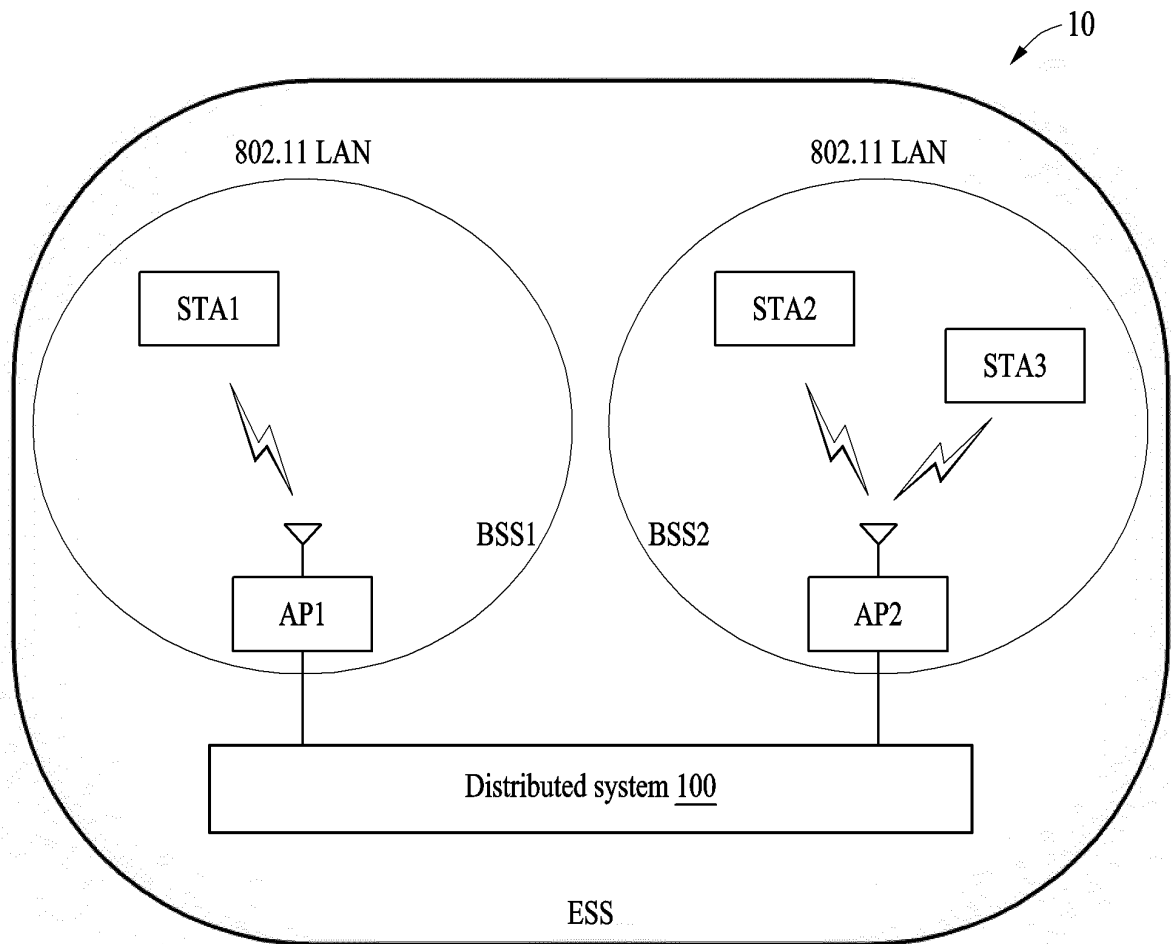 10
802.11 LAN
802.11 LAN
STA1
STA2
STA3
BSS1
BSS2
AP1
AP2
Distributed system 100
ESS